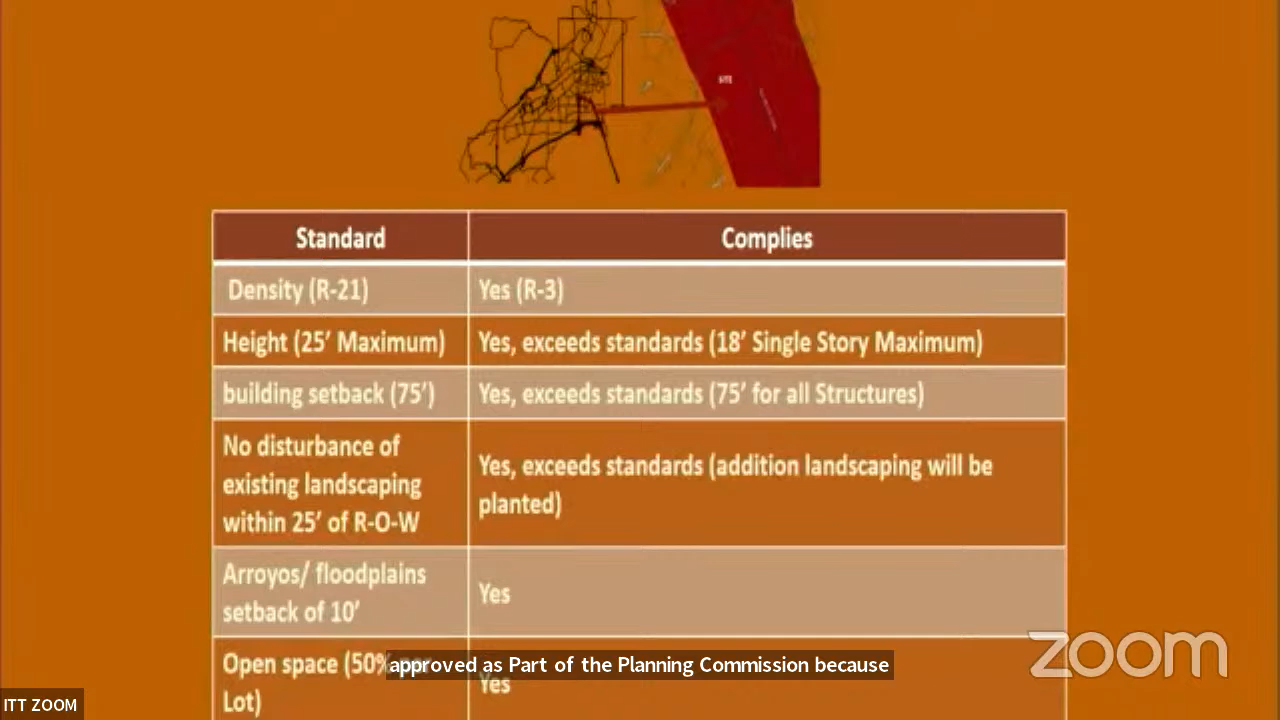 SITE
Standard Complies
Density (R-21) Yes (R-3)
Height (25’ Maximum) Yes, exceeds standards (18’ Single Story Maximum)
building setback (75’) Yes, exceeds standards (75’ for all Structures)
No disturbance of
existing landscaping
within 25’ of R-O-W
Yes, exceeds standards (addition landscaping will be
planted)
Arroyos/ floodplains
setback of 10’
Yes
Open space (50%
Lot)
Yes
approved as Part of the Planning Commission because
zoom
ITT ZOOM